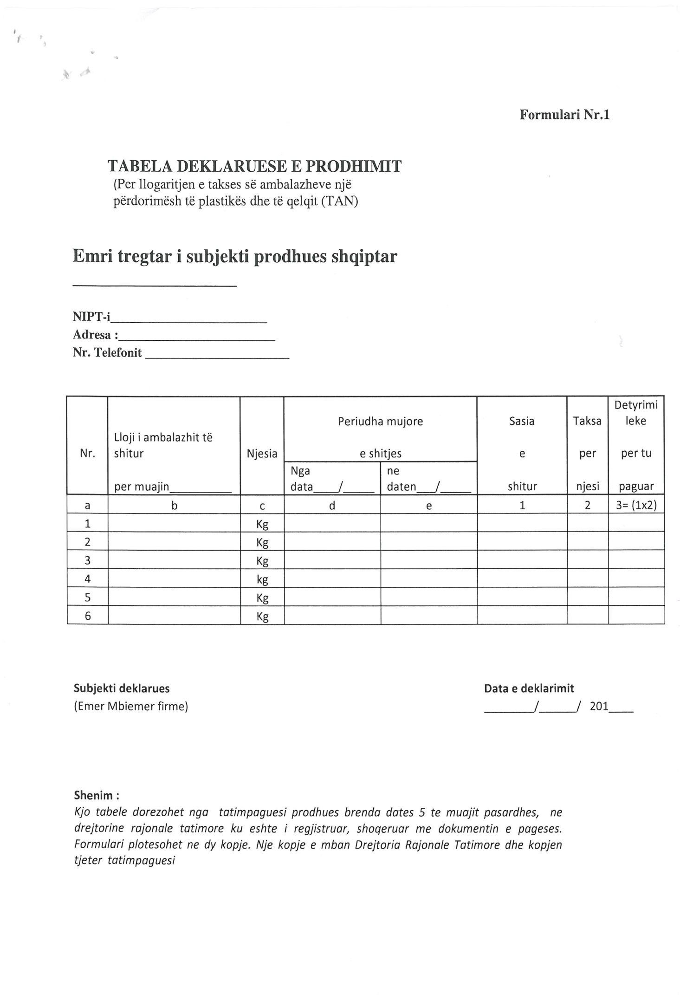 Formulari Nr.1
TABELA DEKLARUESE E PRODHIMIT
(Per llogaritjen e takses së ambalazheve një
përdorimësh të plastikës dhe të qelqit (TAN)
Emri tregtar i subjekti prodhues shqiptar
NIPT-i
Adresa :
Nr. Telefonit
Nr.
Lloji i ambalazhit të
shitur
per muajin
Njesia
Periudha mujore
e shitjes
Nga
data / 
ne
daten / 
Sasia
e
shitur
Taksa
per
njesi
Detyrimi
leke
per tu
paguar
a b c d e 1 2 3= (1x2)
1 Kg
2 Kg
3 Kg
4 kg
5 Kg
6 Kg
Subjekti deklarues
(Emer Mbiemer firme)
Data e deklarimit
/ / 201
Shenim :
Kjo tabele dorezohet nga tatimpaguesi prodhues brenda dates 5 te muajit pasardhes, ne
drejtorine rajonale tatimore ku eshte i regjistruar, shoqeruar me dokumentin e pageses.
Formulari plotesohet ne dy kopje. Nje kopje e mban Drejtoria Rajonale Tatimore dhe kopjen
tjeter tatimpaguesi